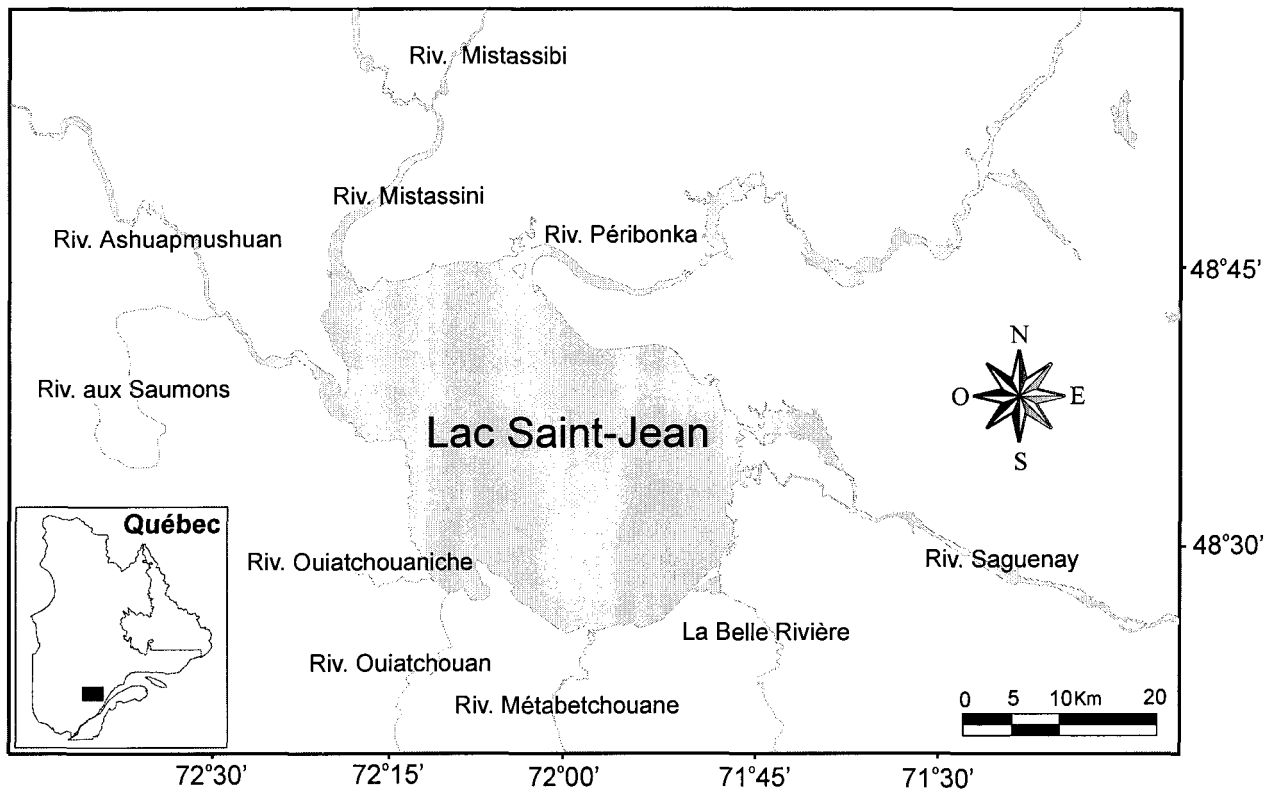 Riv. Mistassibi
Riv. Mistassini
Riv. Ashuapmushuan
Riv. Péribonka
48°45'
Riv. aux Saumons
N
O
E
S
Lac Saint-Jean
Québec
48°30'
Riv. Ouiatchouaniche
Riv. Saguenay
La Belle Rivière
Riv. Ouiatchouan
Riv. Métabetchouane
0 5 10Km 20
72°30' 72°15' 72°00' 71°45' 71°30'